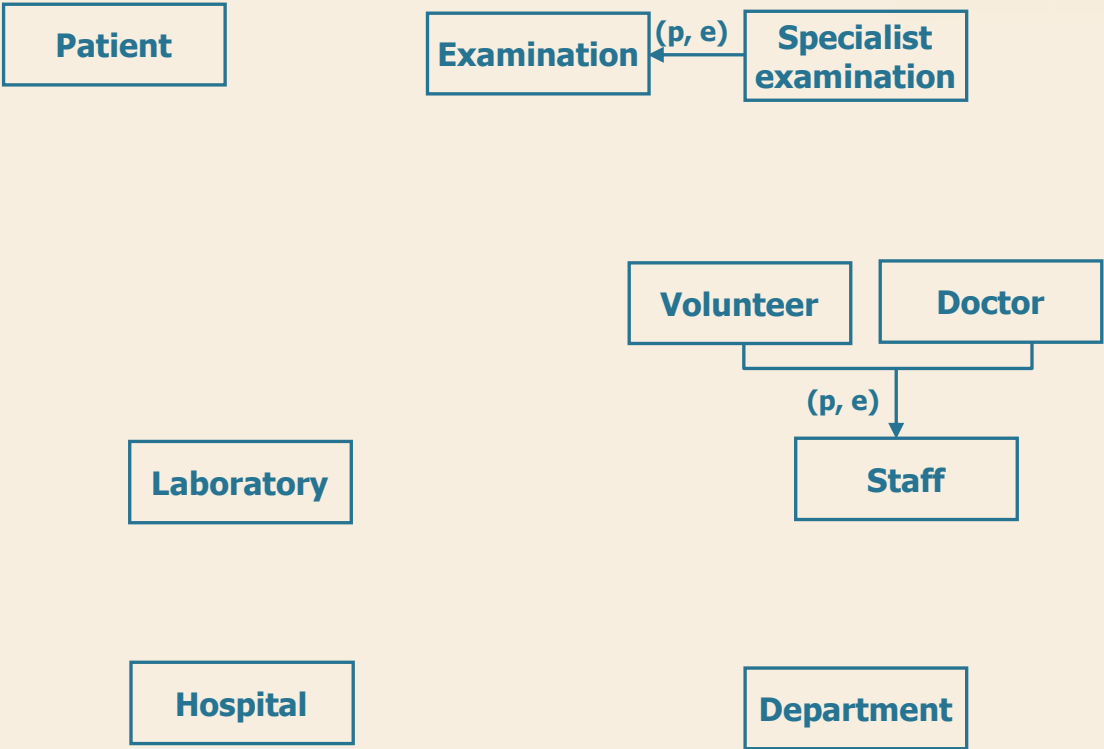 Patient
Examination
(p, e)
Specialist
examination
Volunteer
Doctor
(p, e)
Laboratory
Staff
Hospital
Department